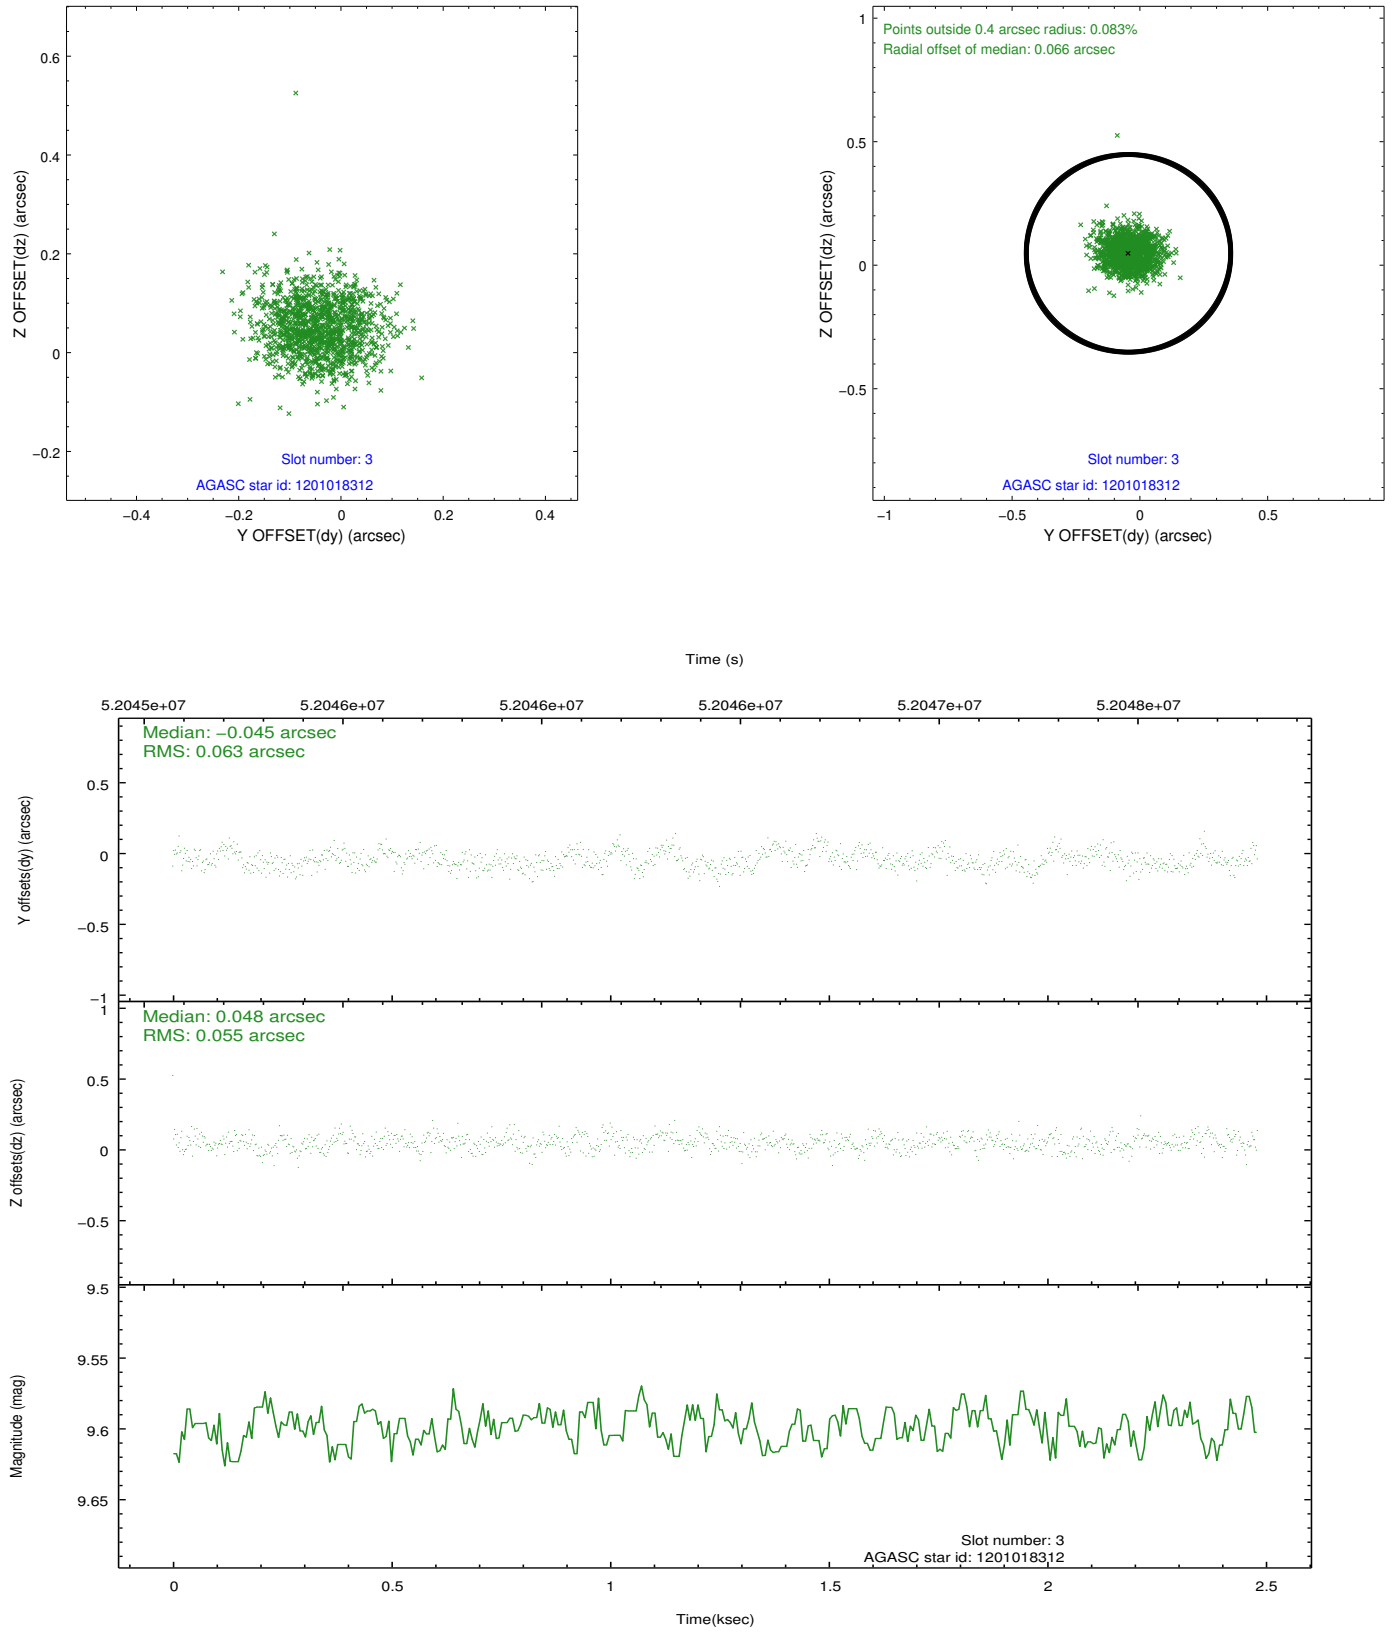 0.6
0.4
0.2
0
−0.2
Z OFFSET(dz) (arcsec)
Slot number: 3
AGASC star id: 1201018312
−0.4
−0.2
0
0.2
0.4
Y OFFSET(dy) (arcsec)
Points outside 0.4 arcsec radius: 0.083%
Radial offset of median: 0.066 arcsec
1
0.5
0
−0.5
Z OFFSET(dz) (arcsec)
Slot number: 3
AGASC star id: 1201018312
−1
−0.5
0
0.5
Y OFFSET(dy) (arcsec)
Time (s)
5.2045e+07
5.2046e+07
5.2046e+07
5.2046e+07
5.2047e+07
5.2048e+07
Median: −0.045 arcsec
RMS: 0.063 arcsec
0.5
0
−0.5
−1
Y offsets(dy) (arcsec)
Median: 0.048 arcsec
RMS: 0.055 arcsec
1
0.5
0
−0.5
Z offsets(dz) (arcsec)
9.5
9.55
9.6
9.65
Magnitude (mag)
Slot number: 3
AGASC star id: 1201018312
0
0.5
1
1.5
2
2.5
Time(ksec)